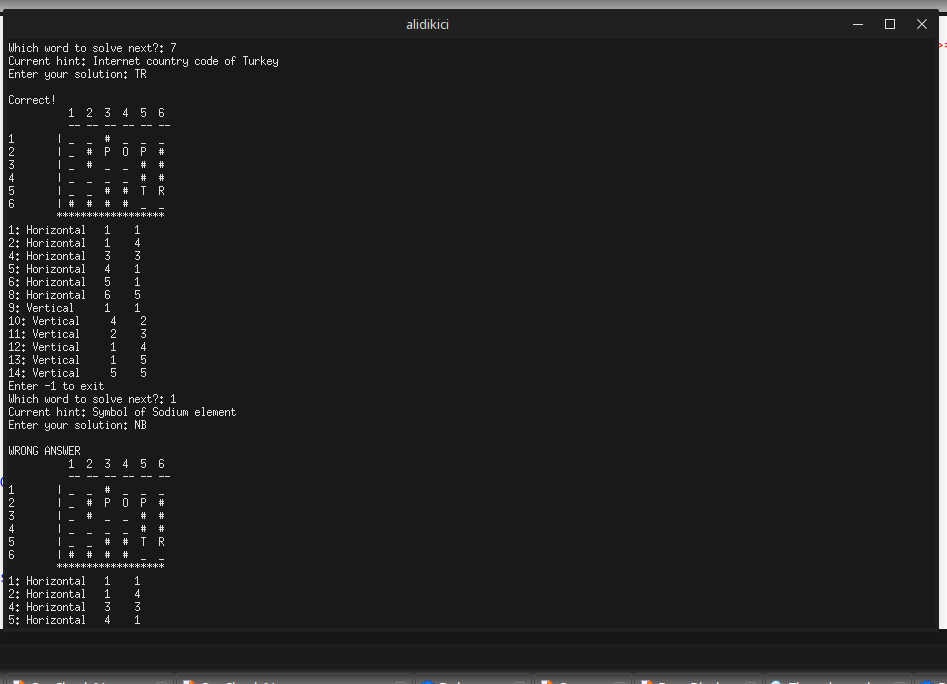 alidikici
Which word to solve next?: 7
Current hint: Internet country code of Turkey
Enter your solution: TR
Correct!
1 2 3 4 5 6
-- -- -- -- -- --
1 | _ _ # _ _ _
2 | _ # P O P #
3 | _ # _ _ # #
4 | _ _ _ _ # #
5 | _ _ # # T R
6 | # # # # _ _
******************
1: Horizontal 1 1
2: Horizontal 1 4
4: Horizontal 3 3
5: Horizontal 4 1
6: Horizontal 5 1
8: Horizontal 6 5
9: Vertical 1 1
10: Vertical 4 2
11: Vertical 2 3
12: Vertical 1 4
13: Vertical 1 5
14: Vertical 5 5
Enter -1 to exit
Which word to solve next?: 1
Current hint: Symbol of Sodium element
Enter your solution: NB
WRONG ANSWER
1 2 3 4 5 6
-- -- -- -- -- --
1 | _ _ # _ _ _
2 | _ # P O P #
3 | _ # _ _ # #
4 | _ _ _ _ # #
5 | _ _ # # T R
6 | # # # # _ _
******************
1: Horizontal 1 1
2: Horizontal 1 4
4: Horizontal 3 3
5: Horizontal 4 1